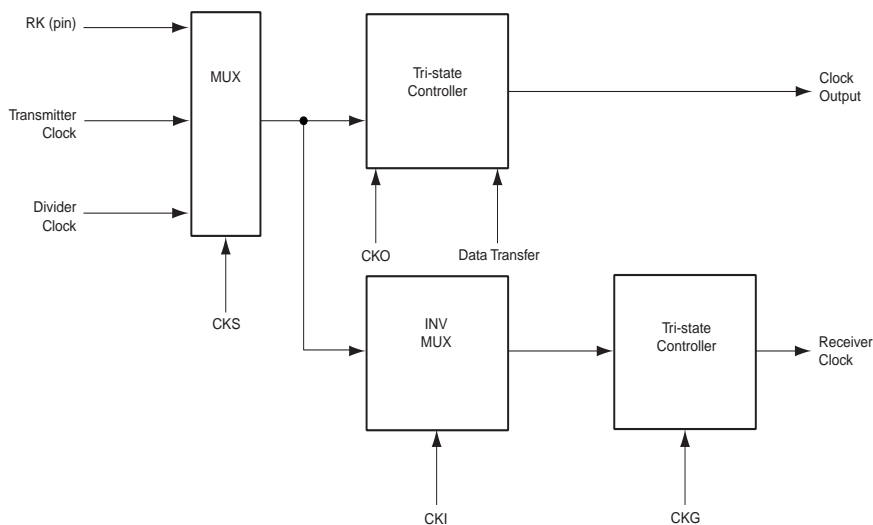 RK (pin)
MUX
Tri-state
Controller
Clock
Output
Transmitter
Clock
Divider
Clock
CKO
Data Transfer
CKS
INV
MUX
Tri-state
Controller
Receiver
Clock
CKI
CKG